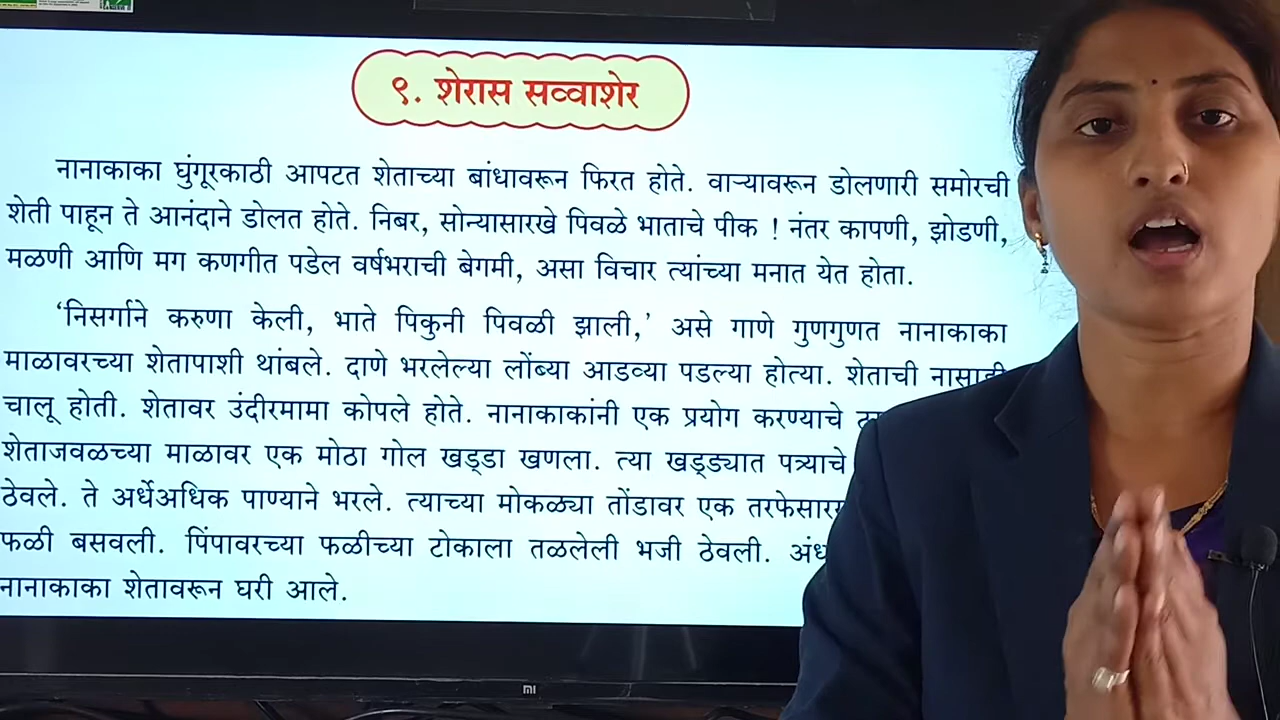 ९. शेरास सव्वाशेर
नानाकाका घुंगूरकाठी आपटत शेताच्या बांधावरून फिरत होते. वाऱ्यावरून डोलणारी समोरची
शेती पाहून ते आनंदाने डोलत होते. निबर, सोन्यासारखे पिवळे भाताचे पीक ! नंतर कापणी, झोडणी,
मळणी आणि मग कणगीत पडेल वर्षभराची बेगमी, असा विचार त्यांच्या मनात येत होता.
‘निसर्गाने करुणा केली, भाते पिकुनी पिवळी झाली,’ असे गाणे गुणगुणत नानाकाका
माळावरच्या शेतापाशी थांबले. दाणे भरलेल्या लोंब्या आडव्या पडल्या होत्या. शेताची
चालू होती. शेतावर उंदीरमामा कोपले होते. नानाकाकांनी एक प्रयोग करण्याचे
शेताजवळच्या माळावर एक मोठा गोल खड्डा खणला. त्या खड्ड्यात पत्र्याचे
ठेवले. ते अर्धेअधिक पाण्याने भरले. त्याच्या मोकळ्या तोंडावर एक
फळी बसवली. पिंपावरच्या फळीच्या टोकाला तळलेली भजी ठेवली.
नानाकाका शेतावरून घरी आले.
mi